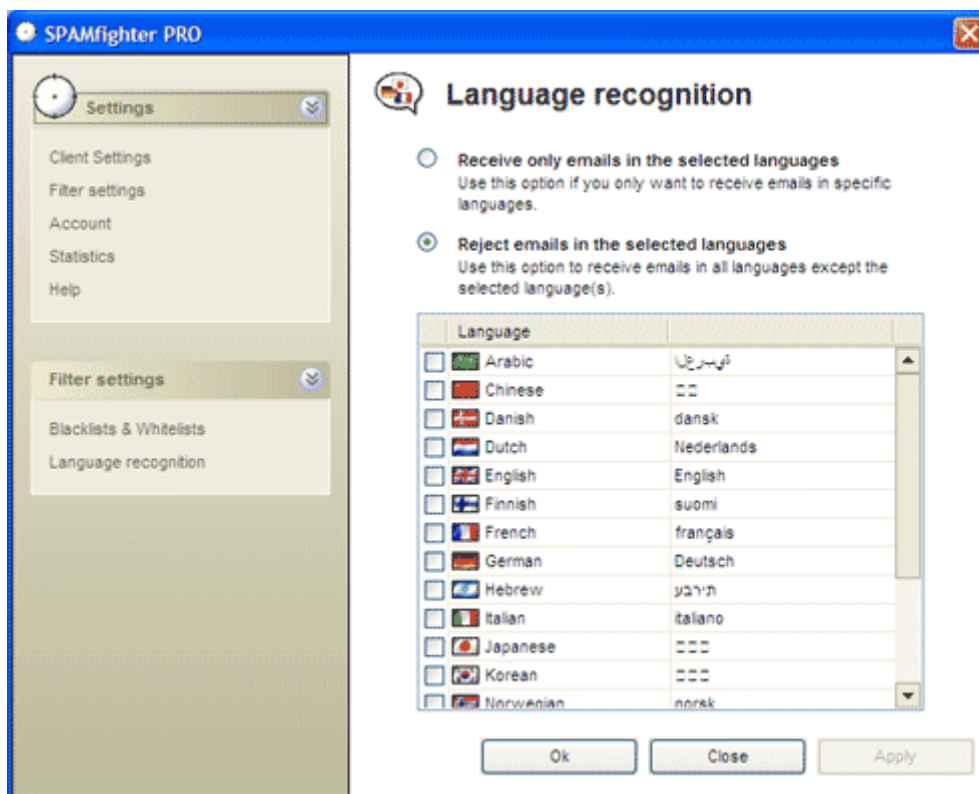 SPAMfighter PRO
Settings
Client Settings
Filter settings
Account
Statistics
Help
Filter settings
Blacklists & Whitelists
Language recognition
Language recognition
Receive only emails in the selected languages
Use this option if you only want to receive emails in specific
languages.
Reject emails in the selected languages
Use this option to receive emails in all languages except the
selected language(s).
Language
Arabic ةيبرعلا
Chinese □□
Danish dansk
Dutch Nederlands
English English
Finnish suomi
French français
German Deutsch
Hebrew תירבע
Italian italiano
Japanese □□□
Korean □□□
Norwegian norsk
Ok Close Apply